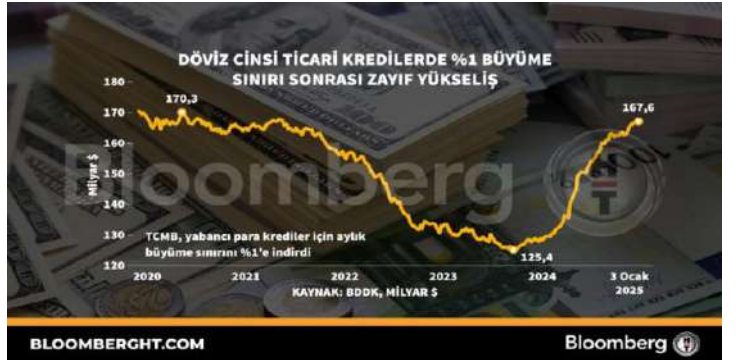 DÖVİZ CİNSİ TİCARİ KREDİLERDE %1 BÜYÜME
SINIRI SONRASI ZAYIF YÜKSELİŞ
180
170,3
167,6
170
160
Bloomberg HT
150
Milyar $
140
130
TCMB, yabancı para krediler için aylık
büyüme sınırını %1'e indirdi
125,4
120
2020 2021 2022 2023 2024 3 Ocak
2025
KAYNAK: BDDK, MİLYAR $
BLOOMBERGHT.COM
Bloomberg HT